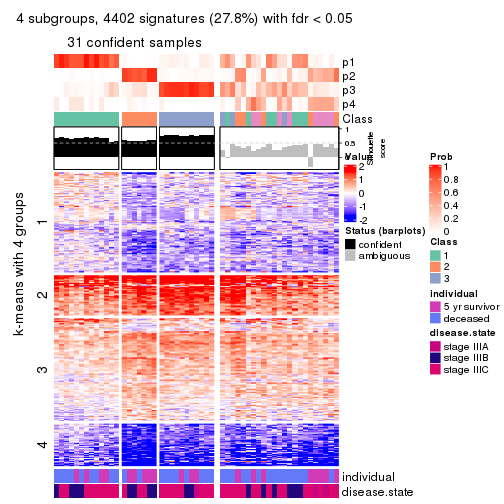 4 subgroups, 4402 signatures (27.8%) with fdr < 0.05
31 confident samples
p1
p2
p3
p4
Class
1
0.5
0
Silhouette
score
k-means with 4 groups
1
2
3
4
Value
2
1
0
-1
-2
Status (barplots)
confident
ambiguous
Prob
1
0.8
0.6
0.4
0.2
0
Class
1
2
3
individual
5 yr survivor
deceased
disease.state
stage IIIA
stage IIIB
stage IIIC
individual
disease.state